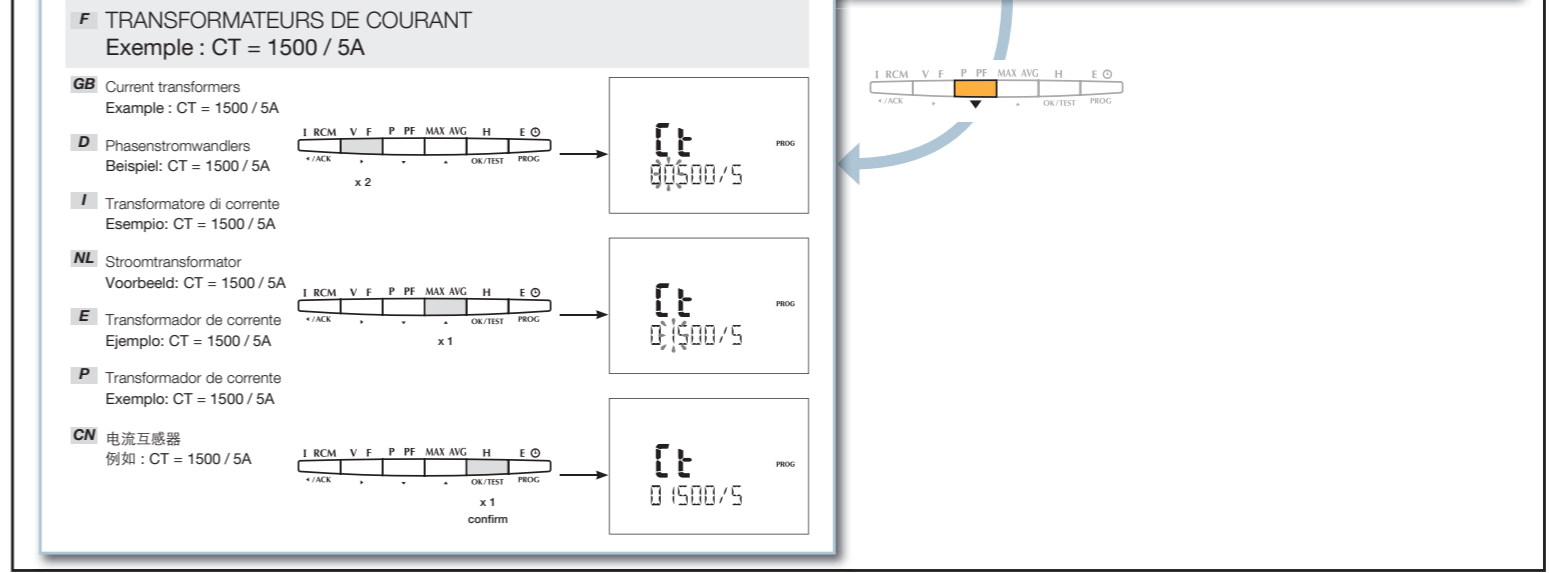 F TRANSFORMATEURS DE COURANT
Exemple : CT = 1500 / 5A
GB Current transformers
Example : CT = 1500 / 5A
D Phasenstromwandlers
Beispiel: CT = 1500 / 5A
I Transformatore di corrente
Esempio: CT = 1500 / 5A
NL Stroomtransformator
Voorbeeld: CT = 1500 / 5A
E Transformador de corrente
Ejemplo: CT = 1500 / 5A
P Transformador de corrente
Exemplo: CT = 1500 / 5A
CN 电流互感器
例如 : CT = 1500 / 5A
I RCM V F P PF MAX AVG H E
/ACK OK/TEST PROG
x 2
Ct PROG
00500/5
I RCM V F P PF MAX AVG H E
/ACK OK/TEST PROG
x 1
Ct PROG
01500/5
I RCM V F P PF MAX AVG H E
/ACK OK/TEST PROG
x 1
confirm
Ct PROG
01500/5
I RCM V F P PF MAX AVG H E
/ACK OK/TEST PROG